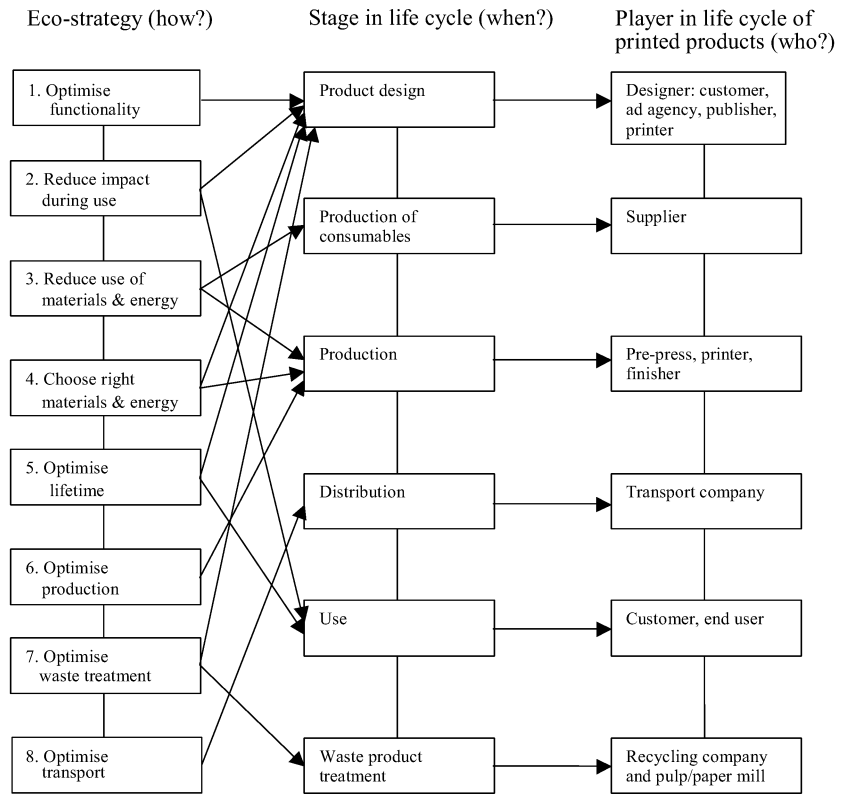 Eco-strategy (how?)
Stage in life cycle (when?)
Player in life cycle of
printed products (who?)
1. Optimise
functionality
2. Reduce impact
during use
3. Reduce use of
materials & energy
4. Choose right
materials & energy
5. Optimise
lifetime
6. Optimise
production
7. Optimise
waste treatment
8. Optimise
transport
Product design
Production of
consumables
Production
Distribution
Use
Waste product
treatment
Designer: customer,
ad agency, publisher,
printer
Supplier
Pre-press, printer,
finisher
Transport company
Customer, end user
Recycling company
and pulp/paper mill